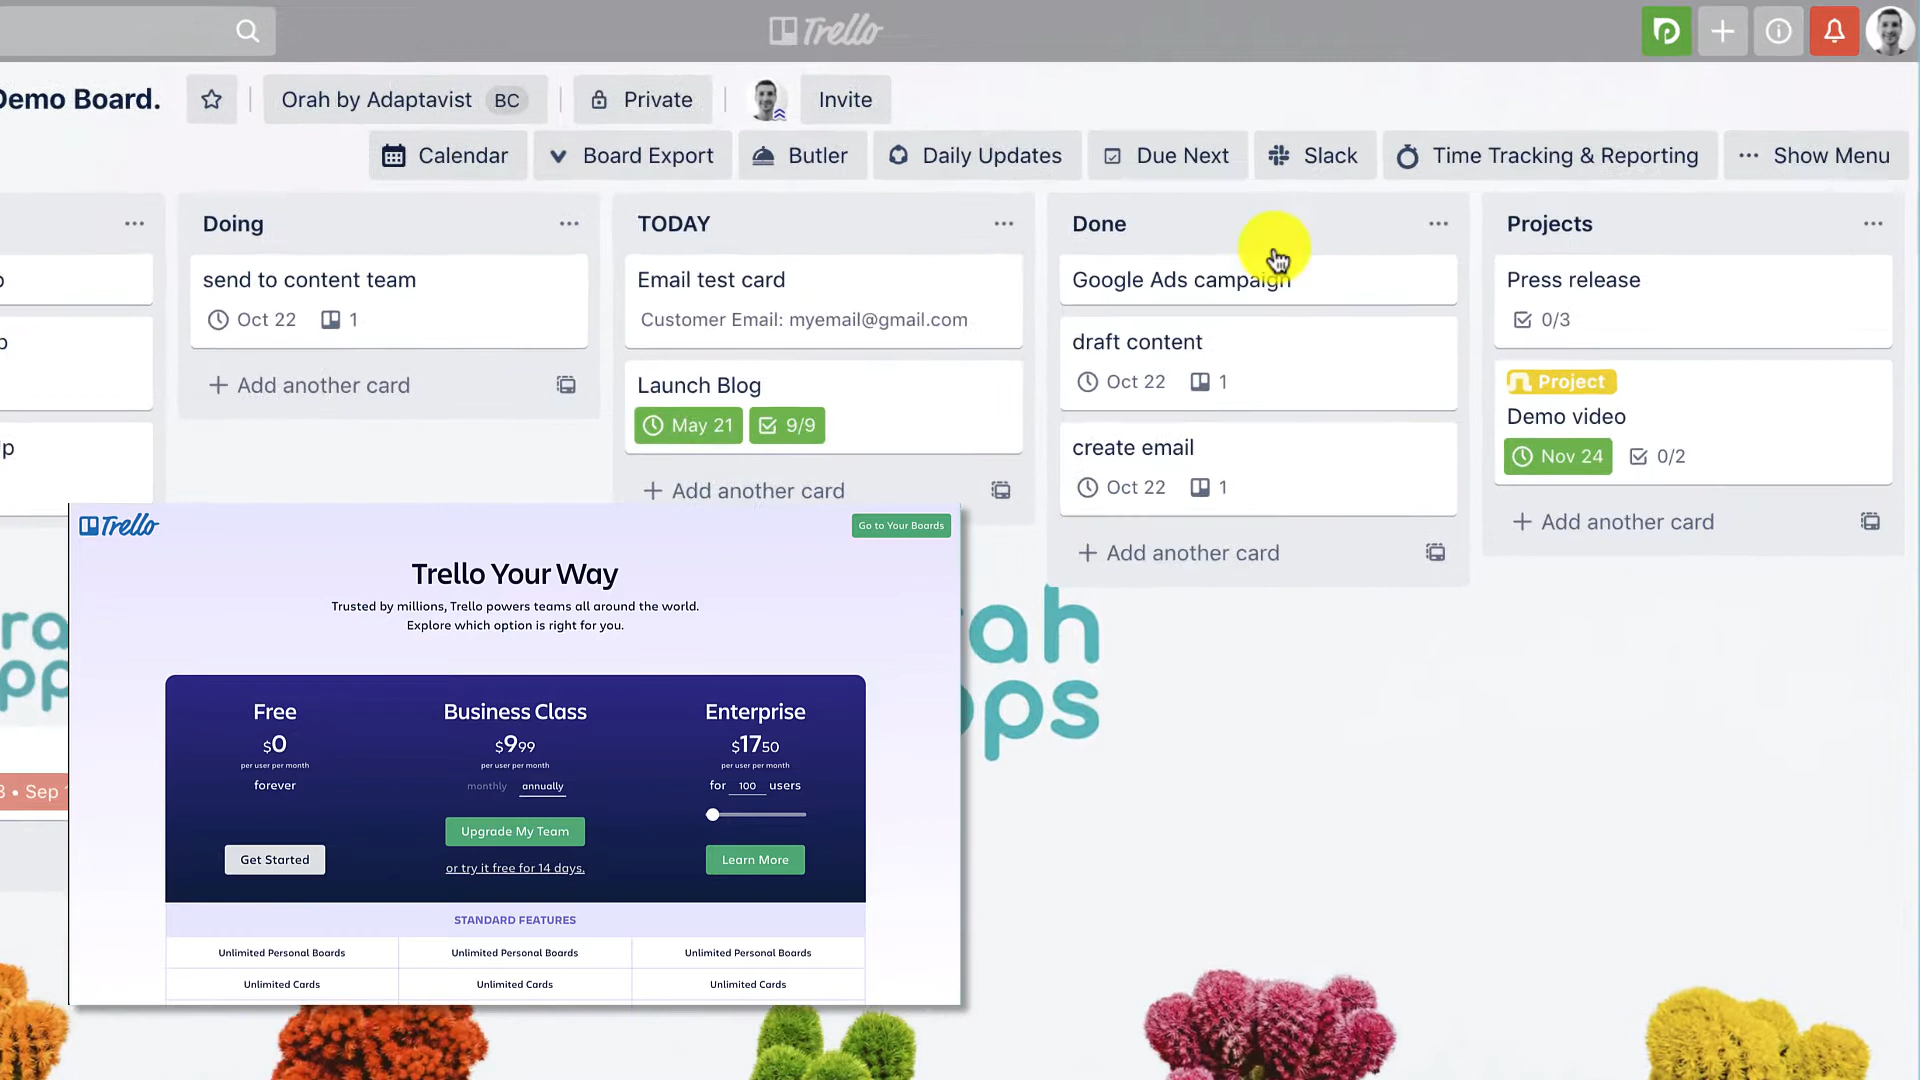 Trello
Demo Board.
Orah by Adaptavist BC
Private
Invite
Calendar
Board Export
Butler
Daily Updates
Due Next
Slack
Time Tracking & Reporting
Show Menu
Doing
send to content team
Oct 22 1
+ Add another card
TODAY
Email test card
Customer Email: myemail@gmail.com
Launch Blog
May 21 9/9
+ Add another card
Done
Google Ads campaign
draft content
Oct 22 1
create email
Oct 22 1
+ Add another card
Projects
Press release
0/3
Project
Demo video
Nov 24 0/2
+ Add another card
3 • Sep
Trello
Go to Your Boards
Trello Your Way
Trusted by millions, Trello powers teams all around the world.
Explore which option is right for you.
Free
$0
per user per month
forever
Get Started
Business Class
$999
per user per month
monthly annually
Upgrade My Team
or try it free for 14 days.
Enterprise
$1750
per user per month
for 100 users
Learn More
STANDARD FEATURES
Unlimited Personal Boards Unlimited Personal Boards Unlimited Personal Boards
Unlimited Cards Unlimited Cards Unlimited Cards